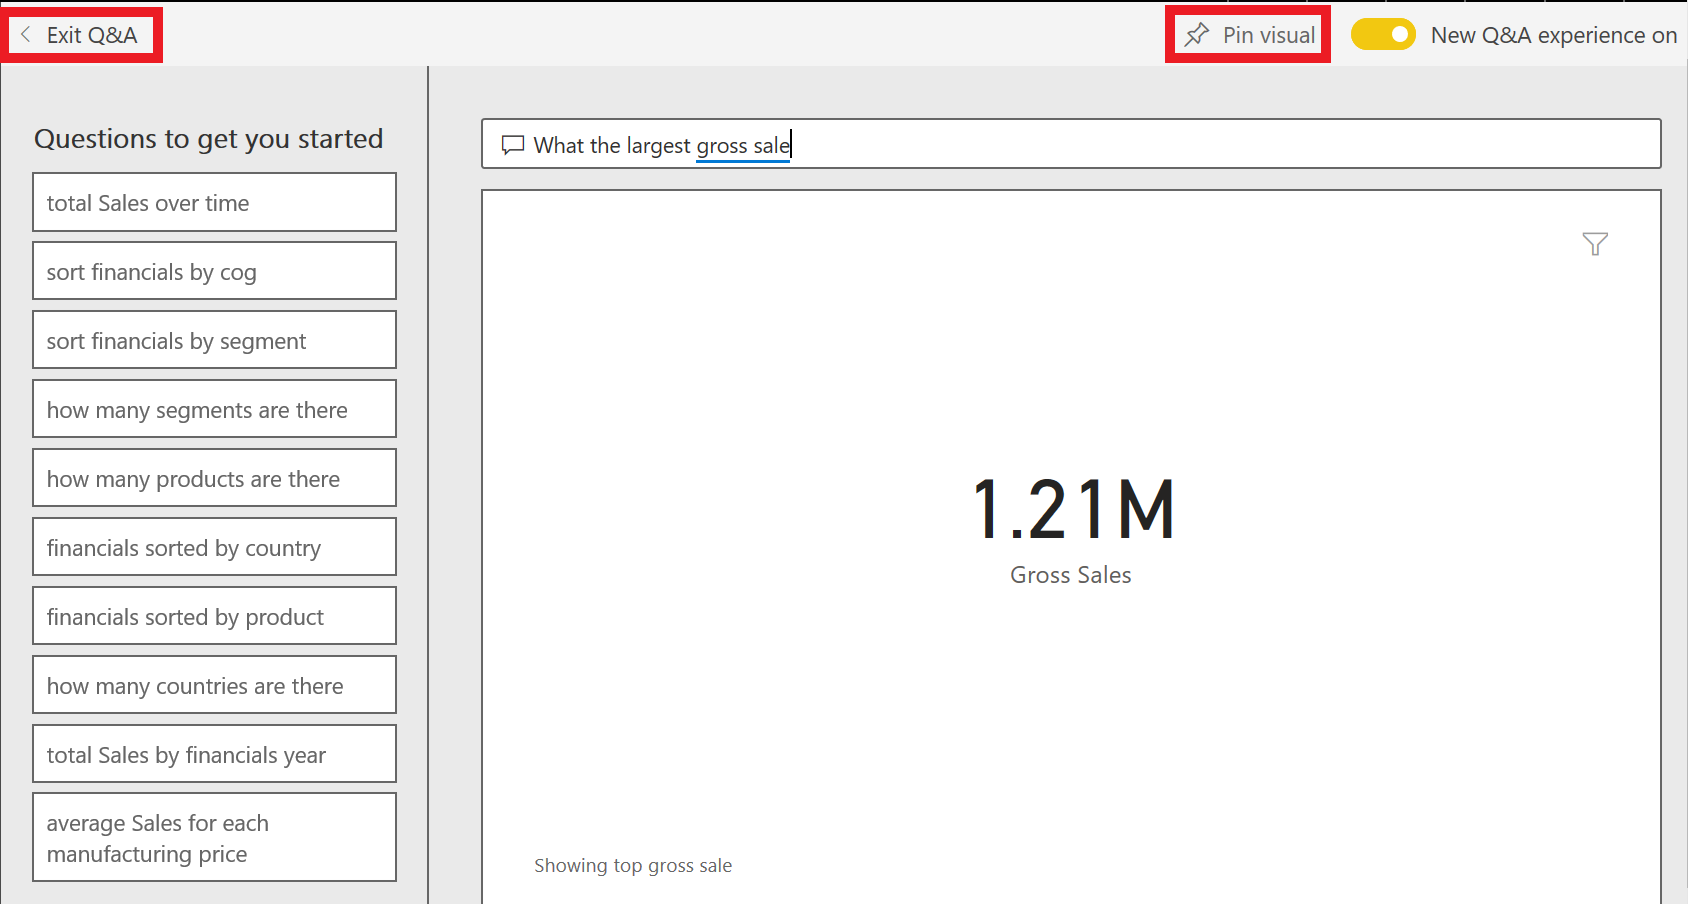 Exit Q&A
Pin visual
New Q&A experience on
Questions to get you started
total Sales over time
sort financials by cog
sort financials by segment
how many segments are there
how many products are there
financials sorted by country
financials sorted by product
how many countries are there
total Sales by financials year
average Sales for each
manufacturing price
What the largest gross sale
1.21M
Gross Sales
Showing top gross sale